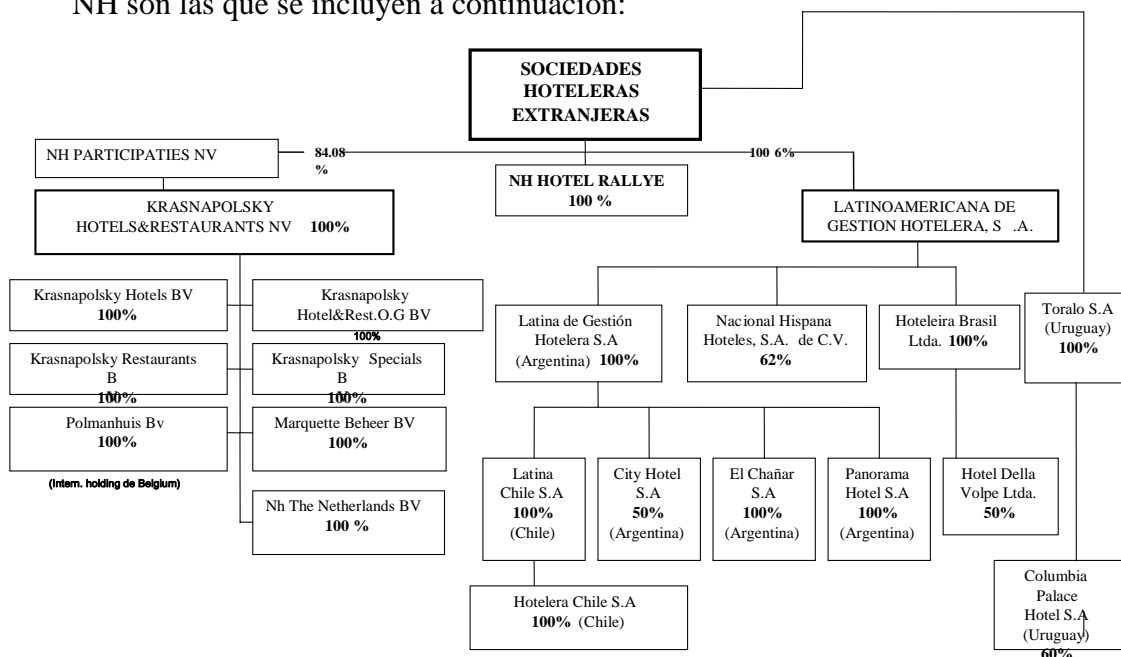 NH son las que se incluyen a continuación:
SOCIEDADES
HOTELERAS
EXTRANJERAS
NH PARTICIPATIES NV
84.08
%
100 6%
NH HOTEL RALLYE
100 %
KRASNAPOLSKY
HOTELS&RESTAURANTS NV 100%
LATINOAMERICANA DE
GESTION HOTELERA, S .A.
Krasnapolsky Hotels BV
100%
Krasnapolsky
Hotel&Rest.O.G BV
100%
Krasnapolsky Restaurants
B
100%
Krasnapolsky Specials
B
100%
Polmanhuis Bv
100%
Marquette Beheer BV
100%
(Intern. holding de Belgium)
Nh The Netherlands BV
100 %
Latina de Gestión
Hotelera S.A
(Argentina) 100%
Nacional Hispana
Hoteles, S.A. de C.V.
62%
Hoteleira Brasil
Ltda. 100%
Toralo S.A
(Uruguay)
100%
Latina
Chile S.A
100%
(Chile)
City Hotel
S.A
50%
(Argentina)
El Chañar
S.A
100%
(Argentina)
Panorama
Hotel S.A
100%
(Argentina)
Hotel Della
Volpe Ltda.
50%
Hotelera Chile S.A
100% (Chile)
Columbia
Palace
Hotel S.A
(Uruguay)
60%